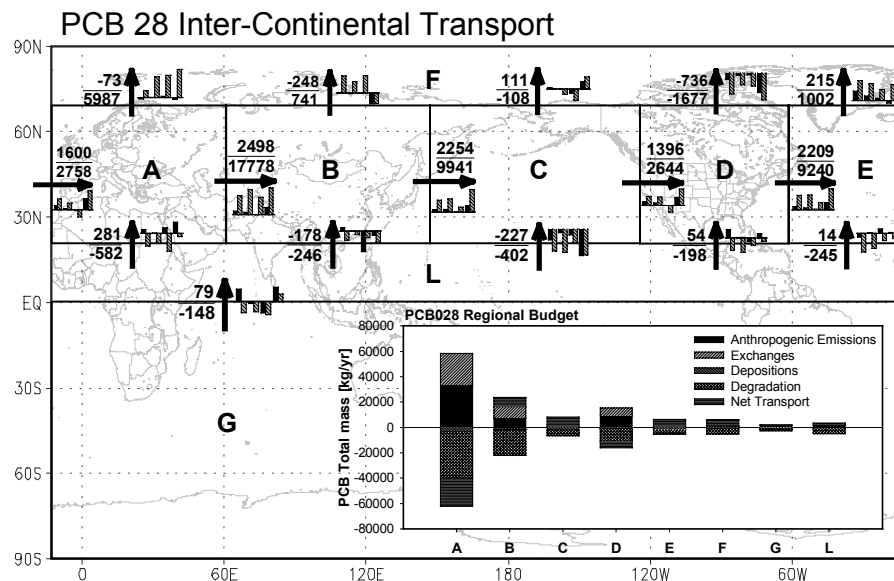 PCB 28 Inter-Continental Transport
90N
-73
5987
-248
741
F
111
-108
-736
-1677
215
1002
60N
1600
2758
A
2498
17778
B
2254
9941
C
1396
2644
D
2209
9240
E
30N
281
-582
-178
-246
-227
-402
54
-198
14
-245
L
EQ
79
-148
PCB028 Regional Budget
80000
60000
40000
20000
0
-20000
-40000
-60000
-80000
PCB Total mass [kg/yr]
Anthropogenic Emissions
Exchanges
Depositions
Degradation
Net Transport
30S
G
60S
A B C D E F G L
90S
0 60E 120E 180 120W 60W